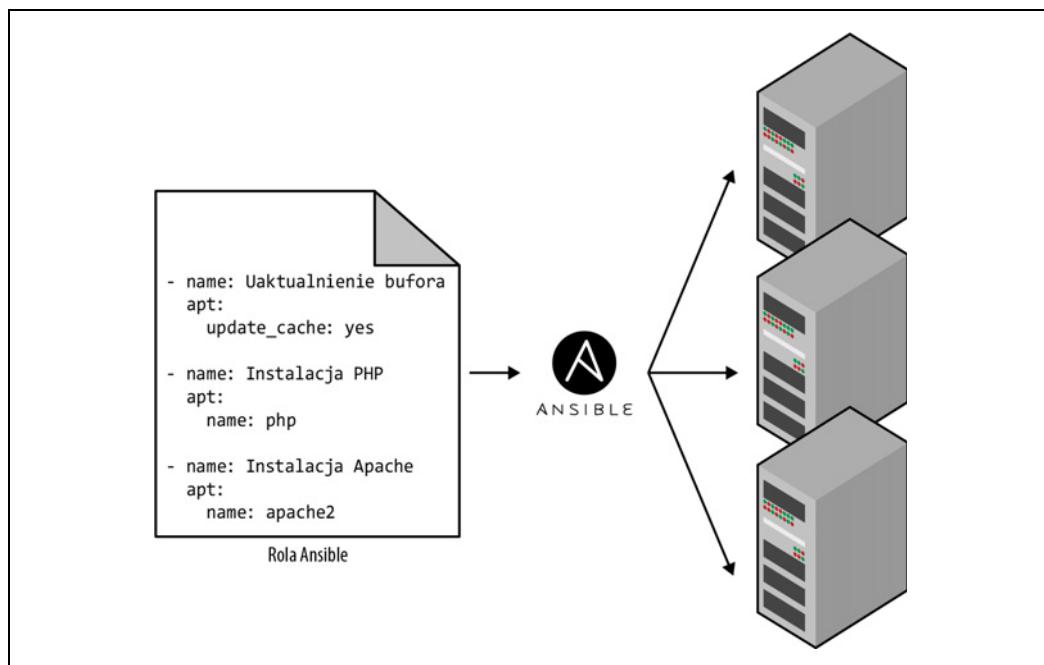 - name: Uaktualnienie bufora
  apt:
    update_cache: yes
- name: Instalacja PHP
  apt:
    name: php
- name: Instalacja Apache
  apt:
    name: apache2
Rola Ansible
ANSIBLE